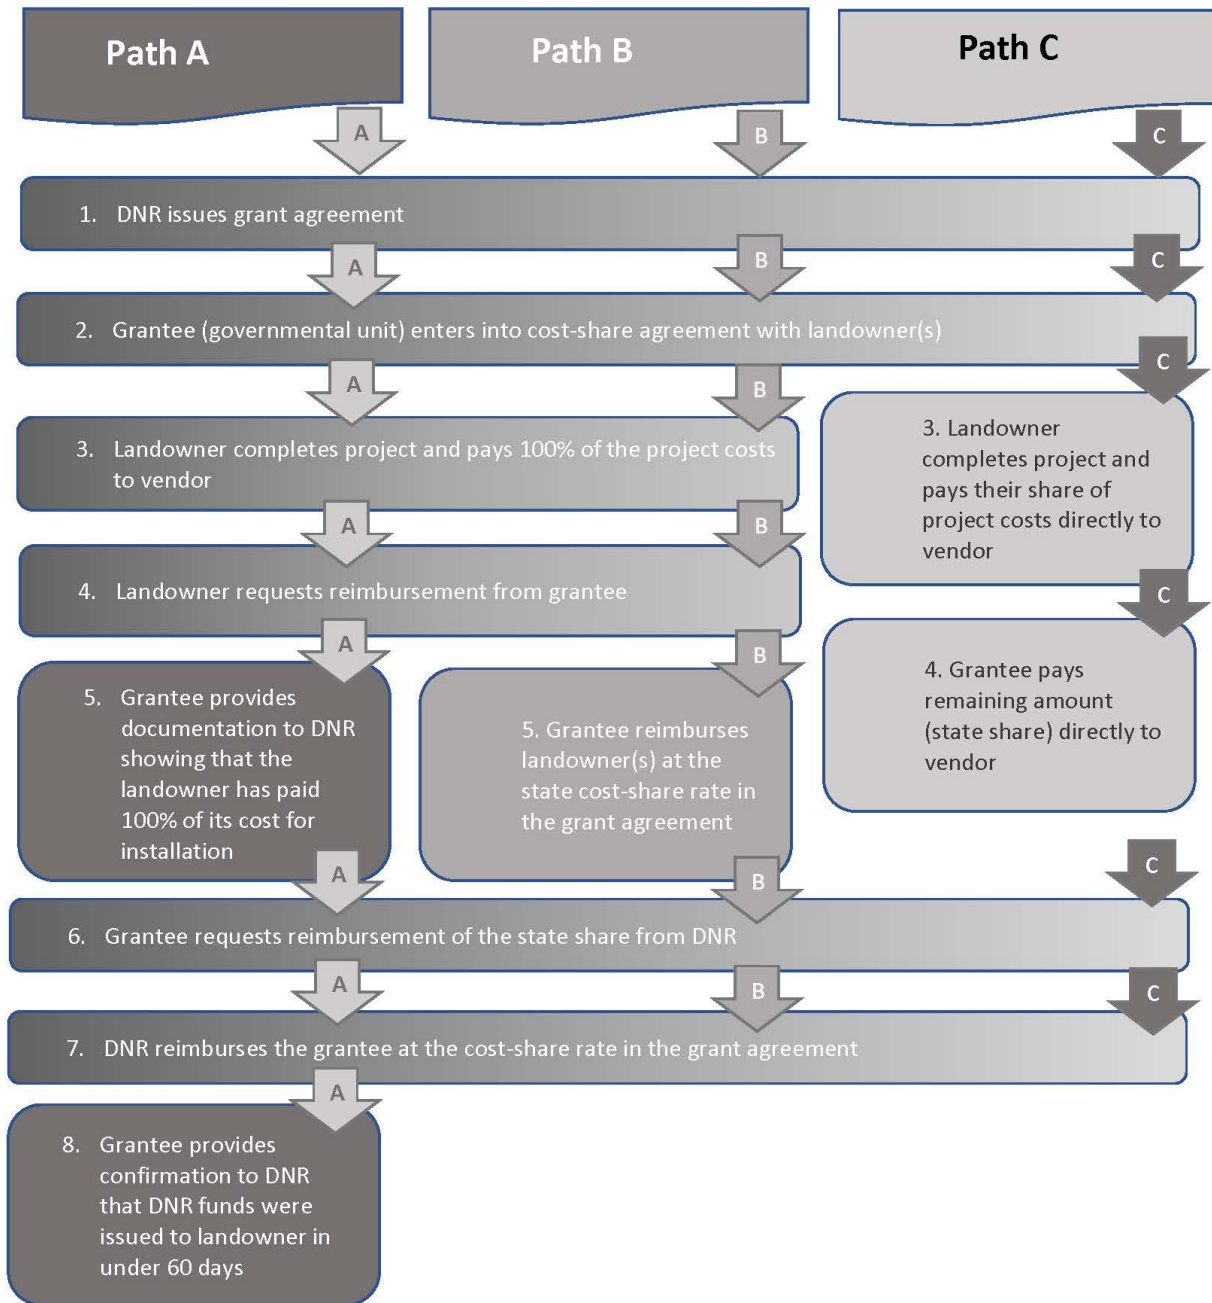 Path A
Path B
Path C
A
B
C
1. DNR issues grant agreement
A
B
C
2. Grantee (governmental unit) enters into cost-share agreement with landowner(s)
A
B
C
3. Landowner completes project and pays 100% of the project costs
to vendor
3. Landowner
completes project and
pays their share of
project costs directly to
vendor
A
B
4. Landowner requests reimbursement from grantee
A
B
C
5. Grantee provides
documentation to DNR
showing that the
landowner has paid
100% of its cost for
installation
5. Grantee reimburses
landowner(s) at the
state cost-share rate in
the grant agreement
4. Grantee pays
remaining amount
(state share) directly to
vendor
A
B
C
6. Grantee requests reimbursement of the state share from DNR
A
B
C
7. DNR reimburses the grantee at the cost-share rate in the grant agreement
A
8. Grantee provides
confirmation to DNR
that DNR funds were
issued to landowner in
under 60 days